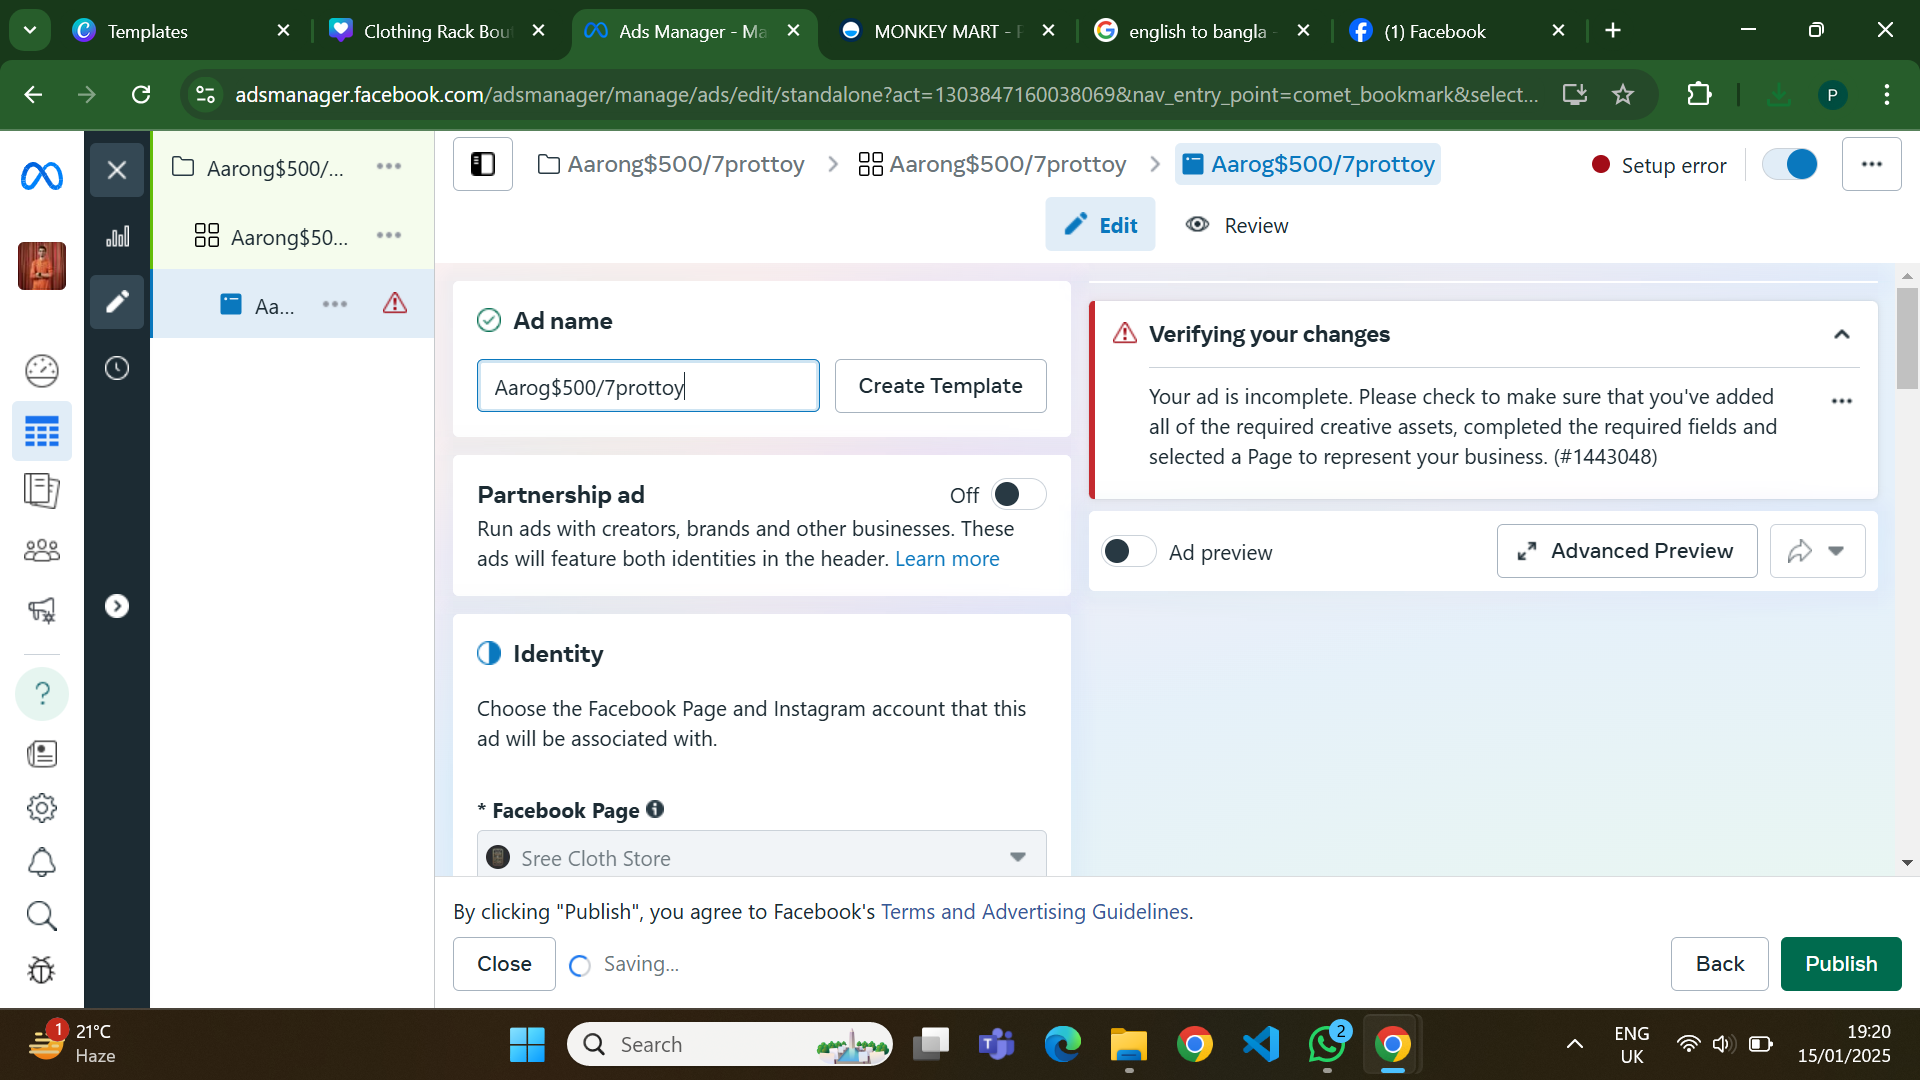 Templates
Clothing Rack Bou
Ads Manager - Ma
MONKEY MART - P
english to bangla -
(1) Facebook
adsmanager.facebook.com/adsmanager/manage/ads/edit/standalone?act=1303847160038069&nav_entry_point=comet_bookmark&select...
P
Aarong$500/...
Aarong$50...
Aa...
Aarong$500/7prottoy
Aarong$500/7prottoy
Aarog$500/7prottoy
Setup error
Edit
Review
Ad name
Aarog$500/7prottoy
Create Template
Partnership ad
Off
Run ads with creators, brands and other businesses. These
ads will feature both identities in the header. Learn more
Identity
Choose the Facebook Page and Instagram account that this
ad will be associated with.
* Facebook Page
Sree Cloth Store
Verifying your changes
Your ad is incomplete. Please check to make sure that you've added
all of the required creative assets, completed the required fields and
selected a Page to represent your business. (#1443048)
Ad preview
Advanced Preview
By clicking "Publish", you agree to Facebook's Terms and Advertising Guidelines.
Close
Saving...
Back
Publish
1
21°C
Haze
Search
2
ENG
UK
19:20
15/01/2025